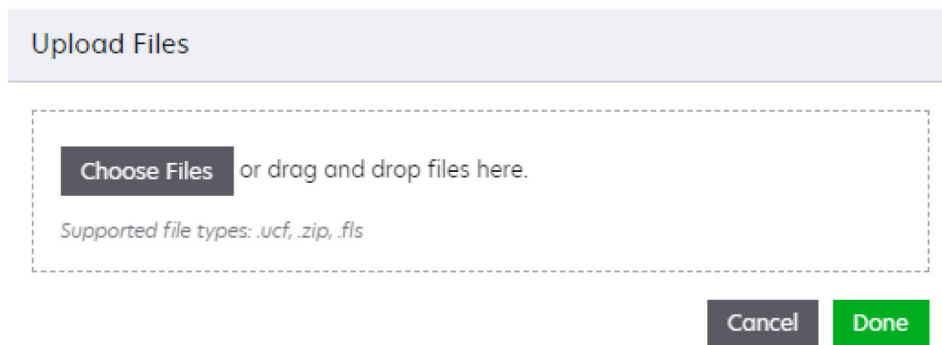 Upload Files
Choose Files or drag and drop files here.
Supported file types: .ucf, .zip, .fls
Cancel Done